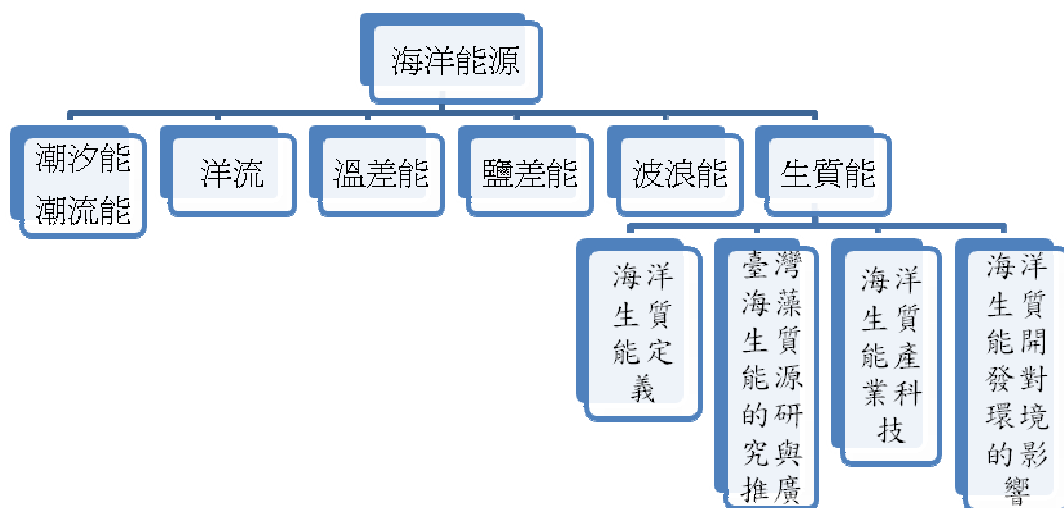 海洋能源
潮汐能
潮流能
洋流
溫差能
鹽差能
波浪能
生質能
海洋
生質
能定
義
臺灣
海藻
生質
能源
的研
究與
推廣
海洋
生質
能產
業科
技
海洋
生質
能開
發對
環境
的影
響